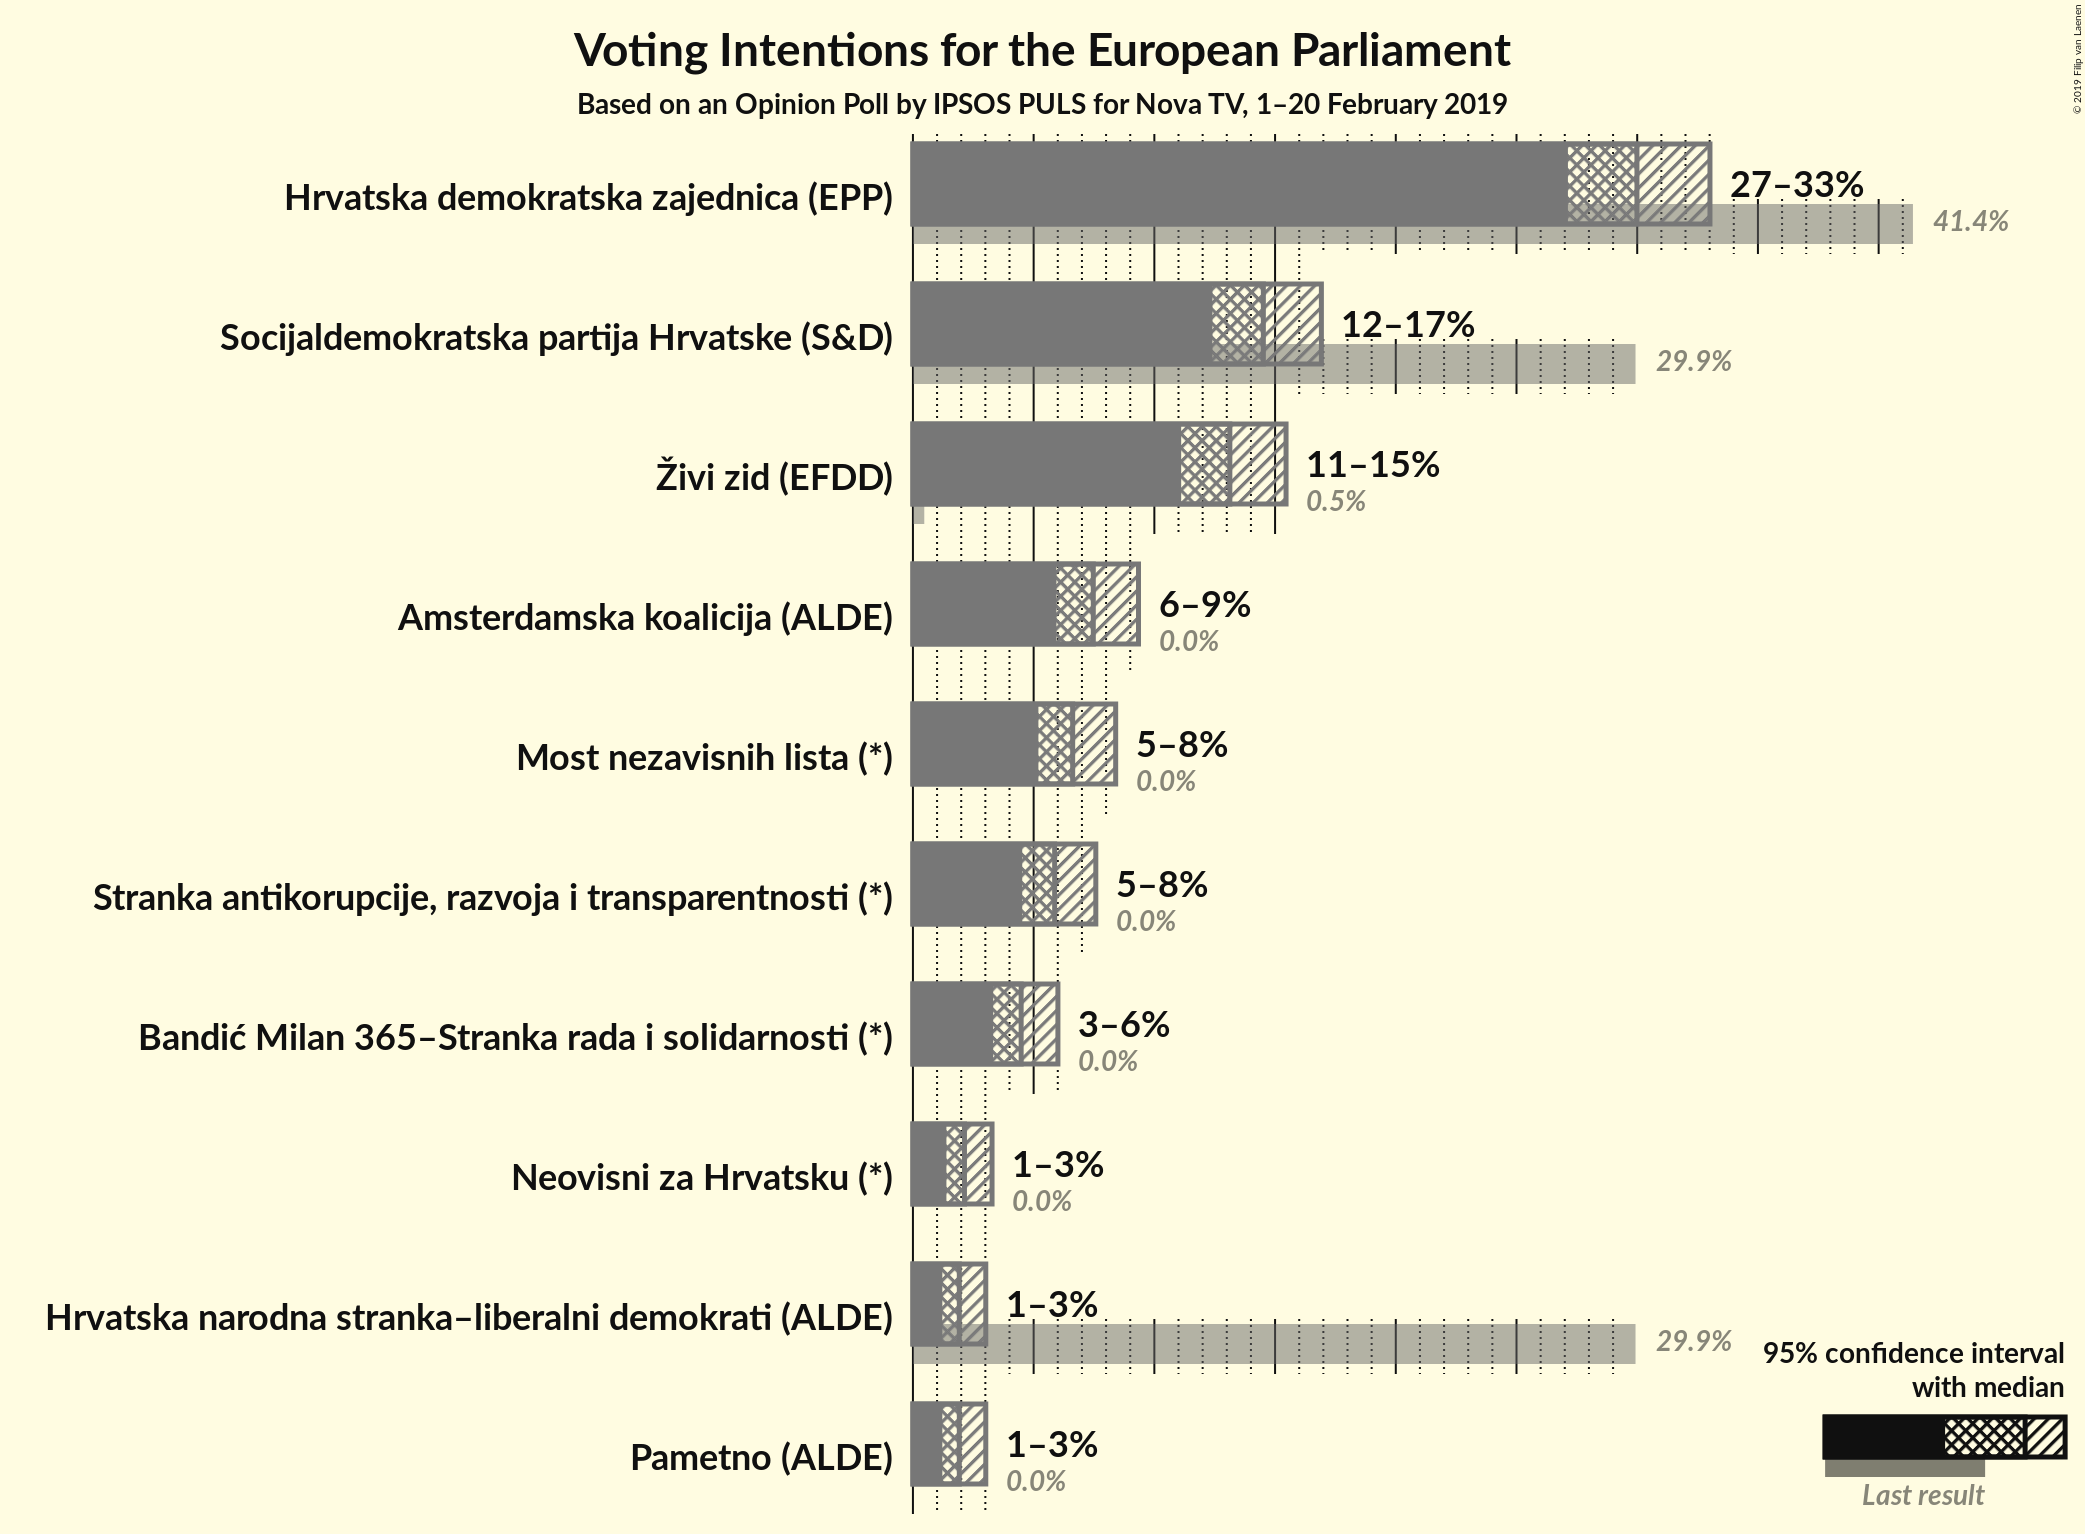 Voting Intentions for the European Parliament
Based on an Opinion Poll by IPSOS PULS for Nova TV, 1–20 February 2019
© 2019 Filip van Laenen
Hrvatska demokratska zajednica (EPP)
27–33%
41.4%
Socijaldemokratska partija Hrvatske (S&D)
12–17%
29.9%
Živi zid (EFDD)
11–15%
0.5%
Amsterdamska koalicija (ALDE)
6–9%
0.0%
Most nezavisnih lista (*)
5–8%
0.0%
Stranka antikorupcije, razvoja i transparentnosti (*)
5–8%
0.0%
Bandić Milan 365–Stranka rada i solidarnosti (*)
3–6%
0.0%
Neovisni za Hrvatsku (*)
1–3%
0.0%
Hrvatska narodna stranka–liberalni demokrati (ALDE)
1–3%
29.9%
Pametno (ALDE)
1–3%
0.0%
95% confidence interval
with median
Last result